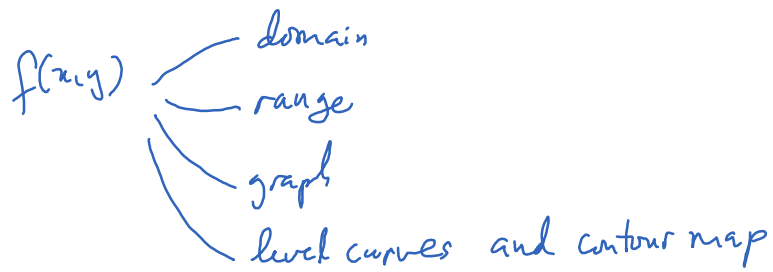 f(x,y)
domain
range
graph
level curves and contour map